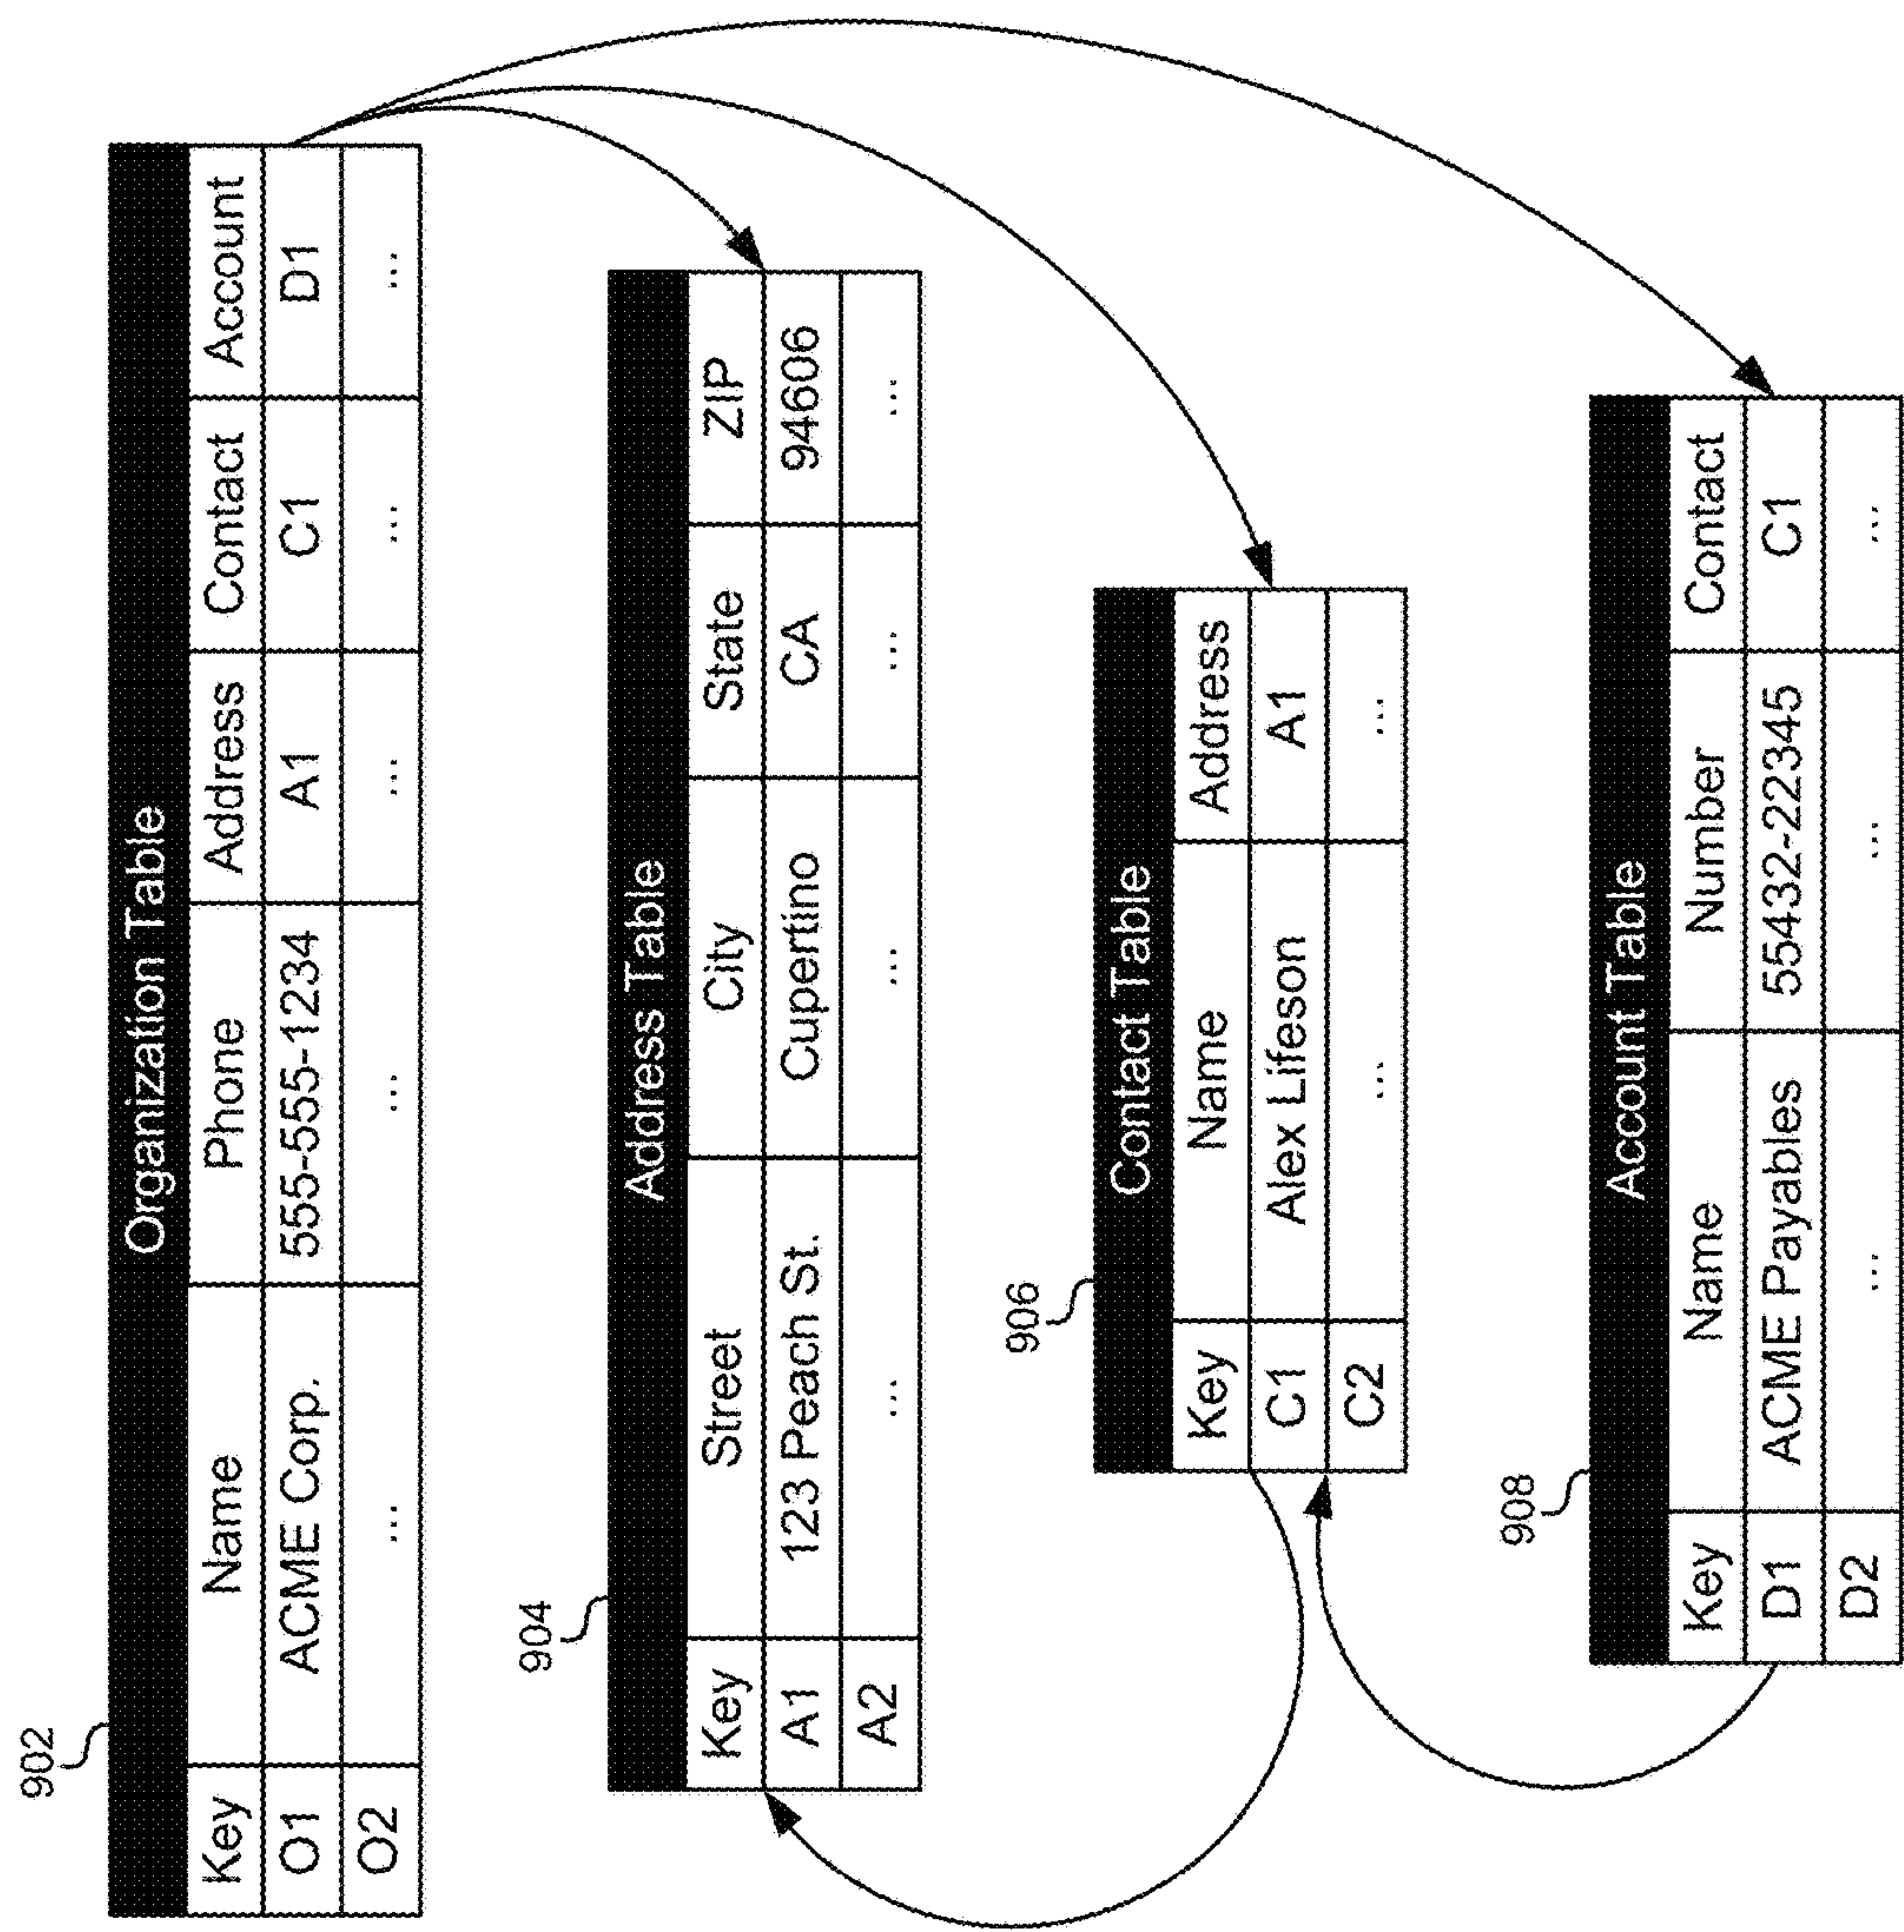 902
Organization Table
Key Name Phone Address Contact Account
O1 ACME Corp. 555-555-1234 A1 C1 D1
O2 ... ... ... ... ...
904
Address Table
Key Street City State ZIP
A1 123 Peach St. Cupertino CA 94606
A2 ... ... ... ...
906
Contact Table
Key Name Address
C1 Alex Lifeson A1
C2 ... ...
908
Account Table
Key Name Number Contact
D1 ACME Payables 55432-22345 C1
D2 ... ... ...